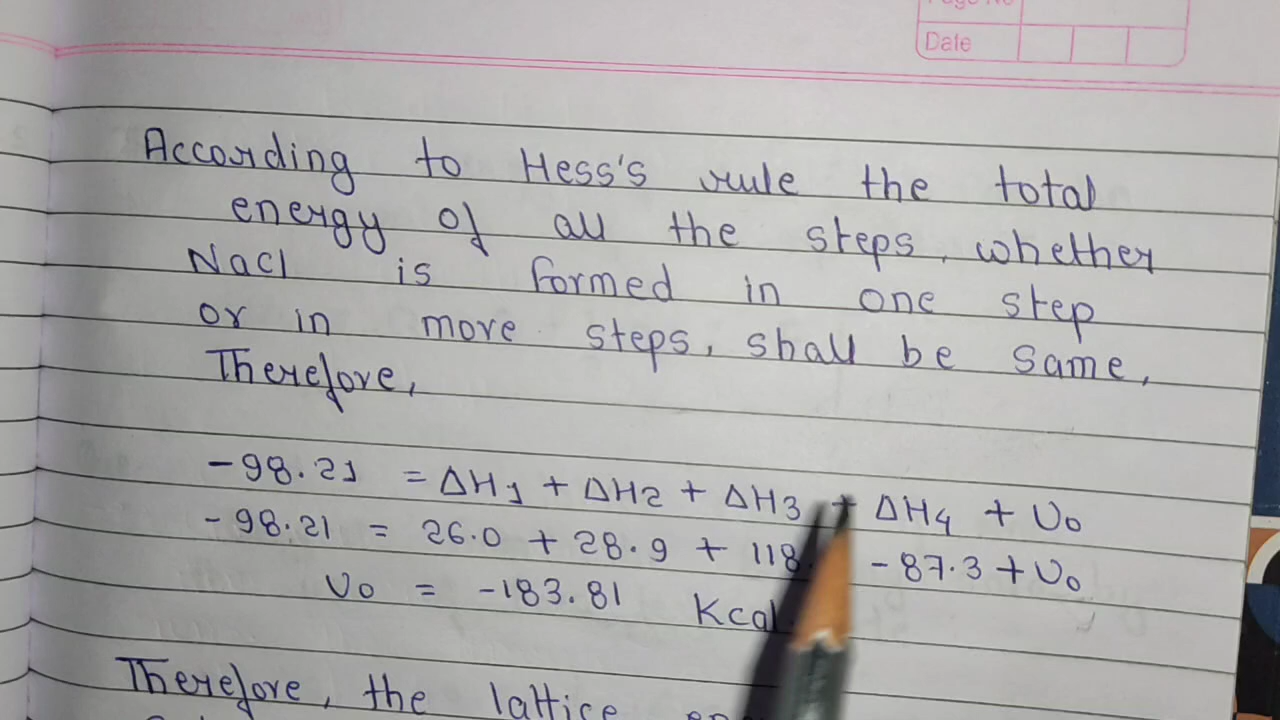 Page No
Date
According to Hess's rule the total
energy of all the steps, whether
NaCl is formed in one step
or in more steps, shall be same,
Therefore,
-98.21 = ΔH1 + ΔH2 + ΔH3 + ΔH4 + U0
-98.21 = 26.0 + 28.9 + 118. -87.3 + U0
U0 = -183.81 Kcal
Therefore, the lattice